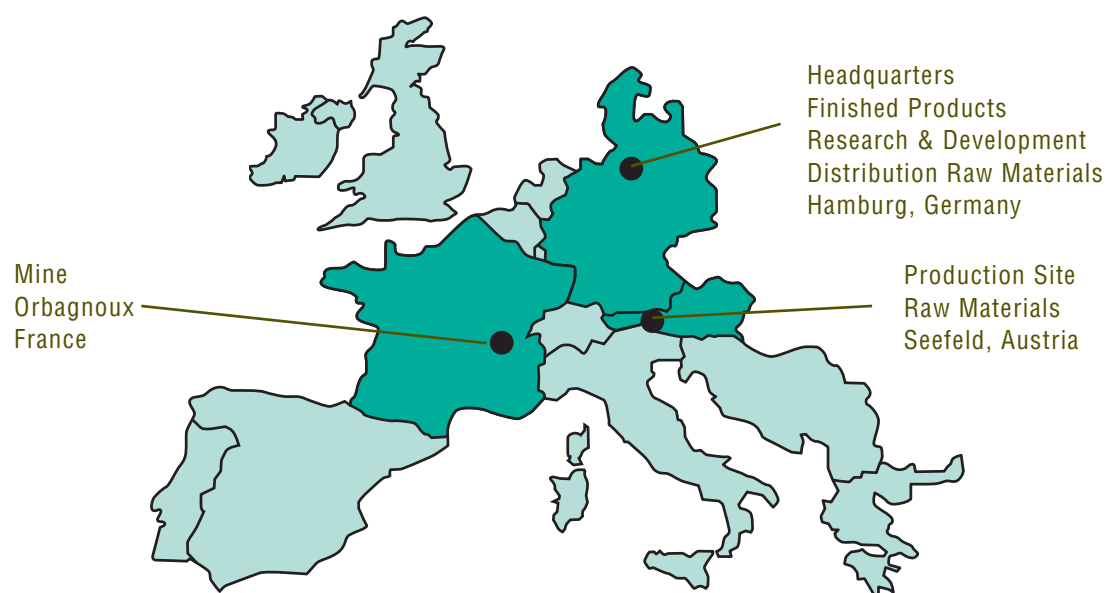 Headquarters
Finished Products
Research & Development
Distribution Raw Materials
Hamburg, Germany
Mine
Orbagnoux
France
Production Site
Raw Materials
Seefeld, Austria